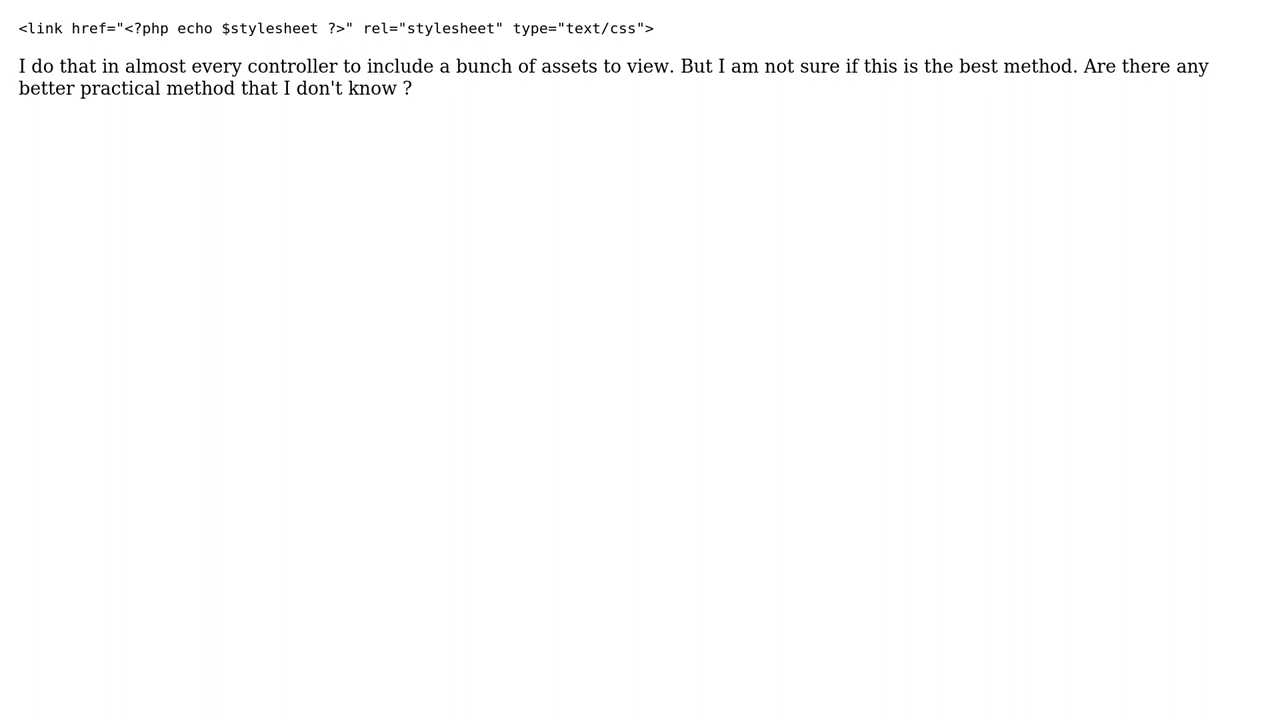 <link href="<?php echo $stylesheet ?>" rel="stylesheet" type="text/css">
I do that in almost every controller to include a bunch of assets to view. But I am not sure if this is the best method. Are there any
better practical method that I don't know ?